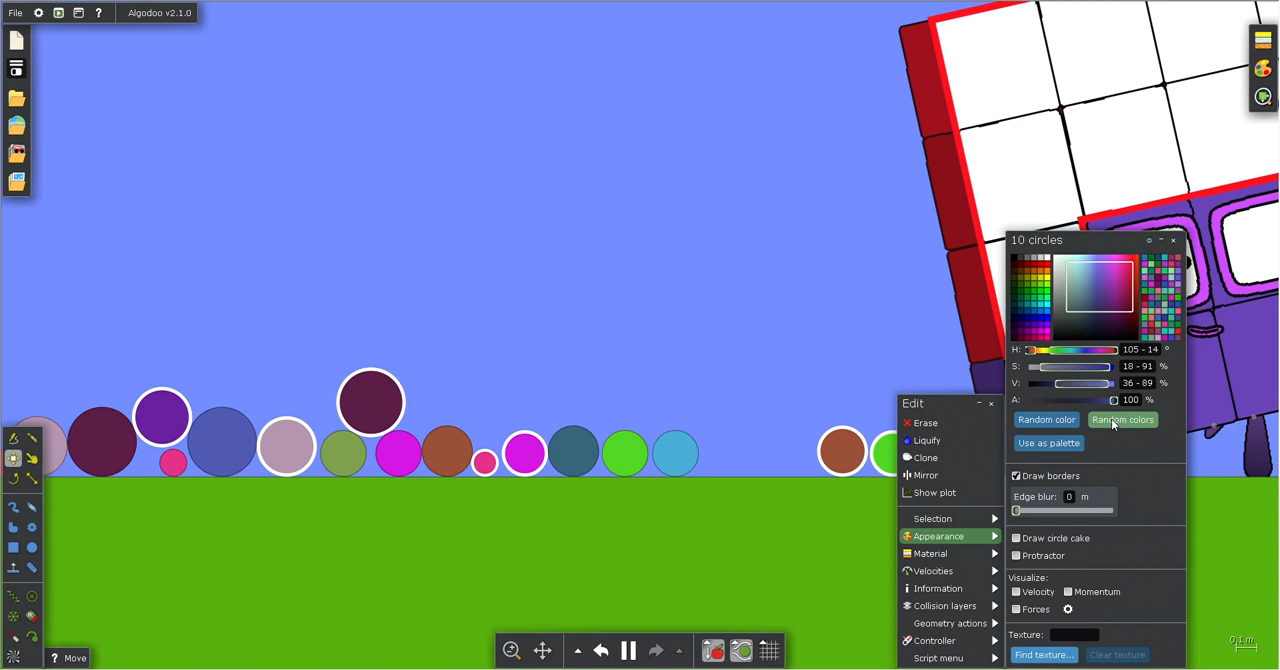 File ? Algodoo v2.1.0
10 circles
H: 105 - 14 °
S: 18 - 91 %
V: 36 - 89 %
A: 100 %
Random color Random colors
Use as palette
Draw borders
Edge blur: 0 m
Draw circle cake
Protractor
Visualize:
Velocity Momentum
Forces
Texture:
Find texture... Clear texture
Edit
Erase
Liquify
Clone
Mirror
Show plot
Selection
Appearance
Material
Velocities
Information
Collision layers
Geometry actions
Controller
Script menu
? Move
0.1 m